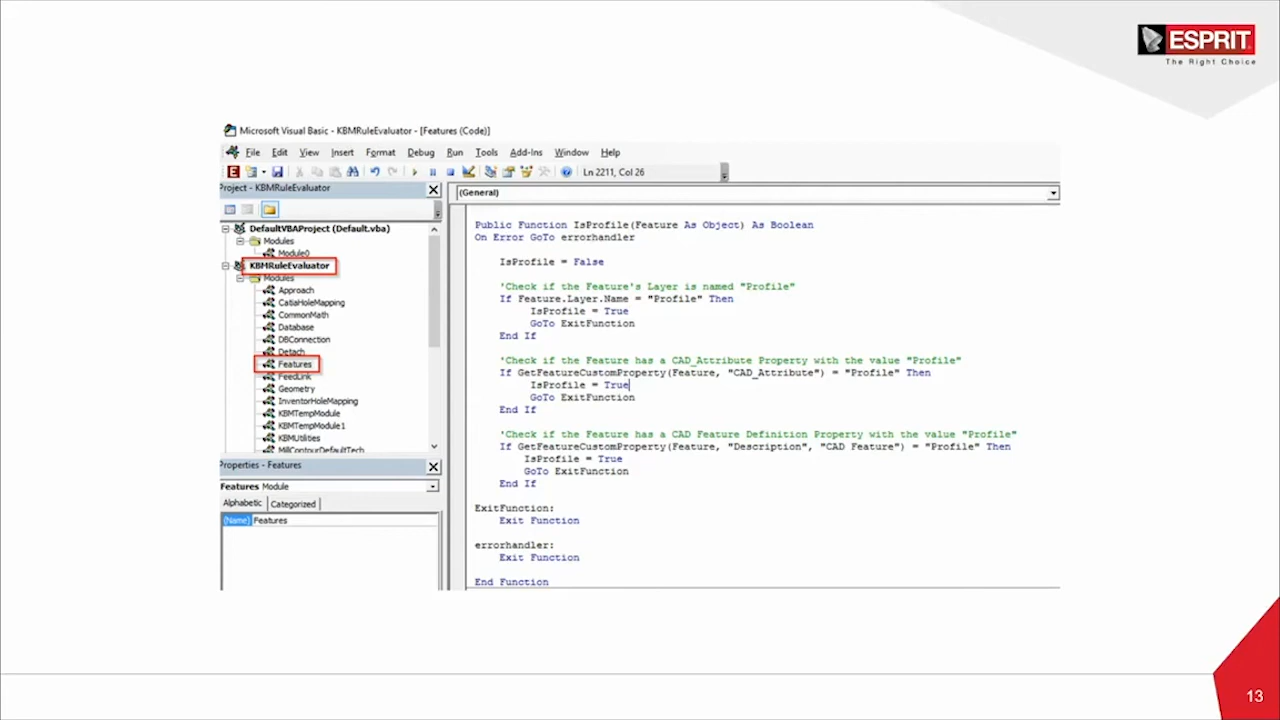 ESPRIT
The Right Choice
Microsoft Visual Basic - KBMRuleEvaluator - [Features (Code)]
File Edit View Insert Format Debug Run Tools Add-Ins Window Help
Ln 2211, Col 26
Project - KBMRuleEvaluator
DefaultVBAProject (Default.vba)
Modules
Module0
KBMRuleEvaluator
Modules
Approach
CatiaHoleMapping
CommonMath
Database
DBConnection
Detach
Features
FeedLink
Geometry
InventorHoleMapping
KBMTempModule
KBMTempModule1
KBMUtilities
MillContourDefaultTech
Properties - Features
Features Module
Alphabetic Categorized
(Name) Features
(General)
Public Function IsProfile(Feature As Object) As Boolean
On Error GoTo errorhandler
IsProfile = False
'Check if the Feature's Layer is named "Profile"
If Feature.Layer.Name = "Profile" Then
IsProfile = True
GoTo ExitFunction
End If
'Check if the Feature has a CAD_Attribute Property with the value "Profile"
If GetFeatureCustomProperty(Feature, "CAD_Attribute") = "Profile" Then
IsProfile = True
GoTo ExitFunction
End If
'Check if the Feature has a CAD Feature Definition Property with the value "Profile"
If GetFeatureCustomProperty(Feature, "Description", "CAD Feature") = "Profile" Then
IsProfile = True
GoTo ExitFunction
End If
ExitFunction:
Exit Function
errorhandler:
Exit Function
End Function
13